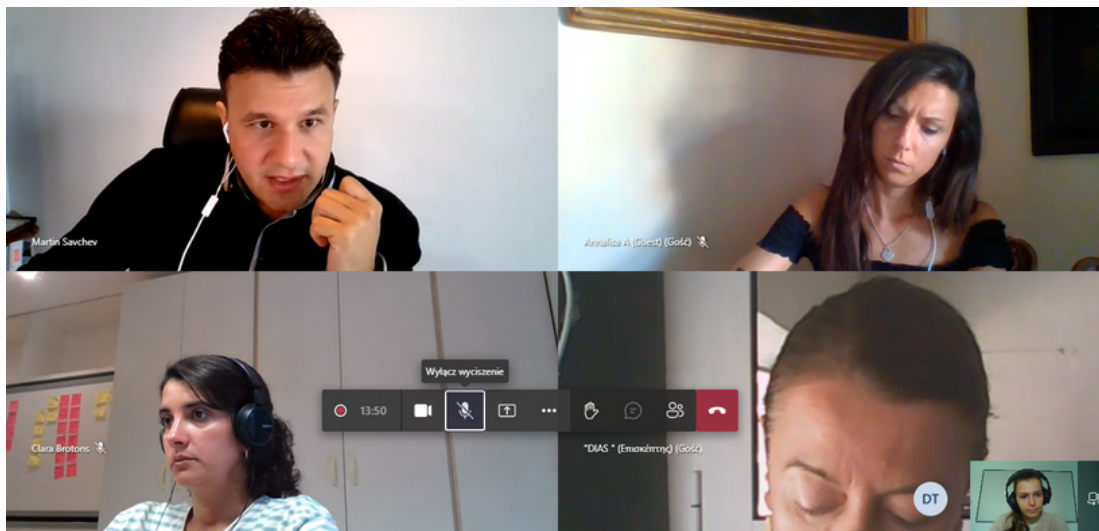 Martin Savchev
Annalisa A (Guest) (Gość)
Wyłącz wyciszenie
13:50
Clara Brotons
"DIAS " (Επισκέπτης) (Gość)
DT